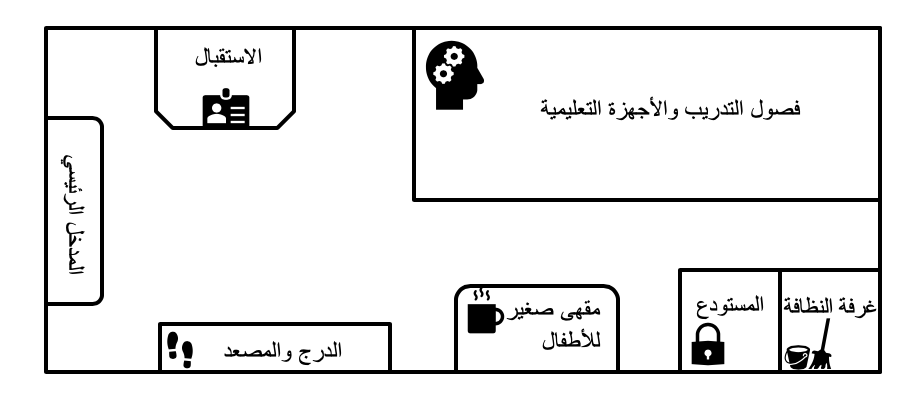 الاستقبال
فصول التدريب والأجهزة التعليمية
المدخل الرئيسي
غرفة النظافة
المستودع
مقهى صغير
للأطفال
الدرج والمصعد